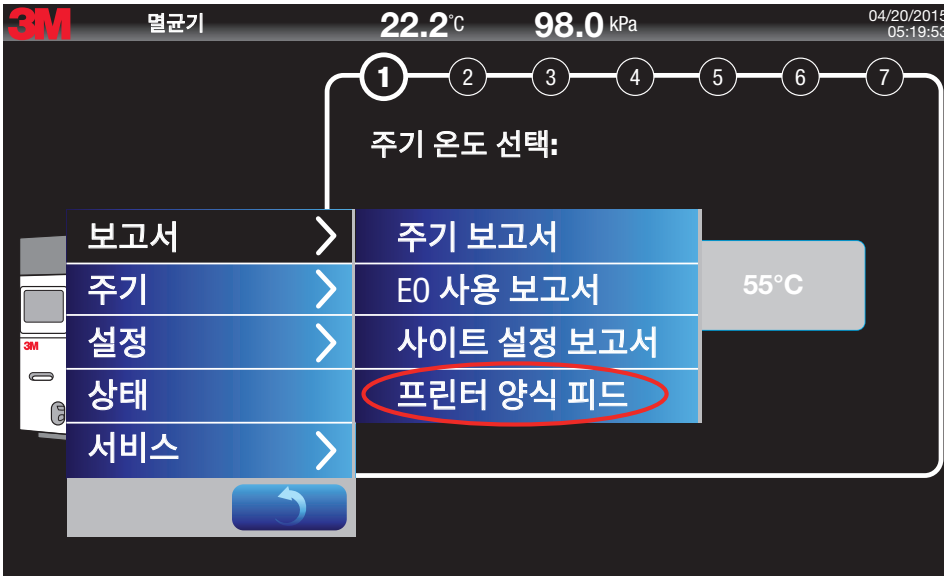 3M 멸균기 22.2°C 98.0 kPa 04/20/2015
05:19:53
1 2 3 4 5 6 7
주기 온도 선택:
보고서
주기
설정
상태
서비스
주기 보고서
EO 사용 보고서
사이트 설정 보고서
프린터 양식 피드
55°C
3M